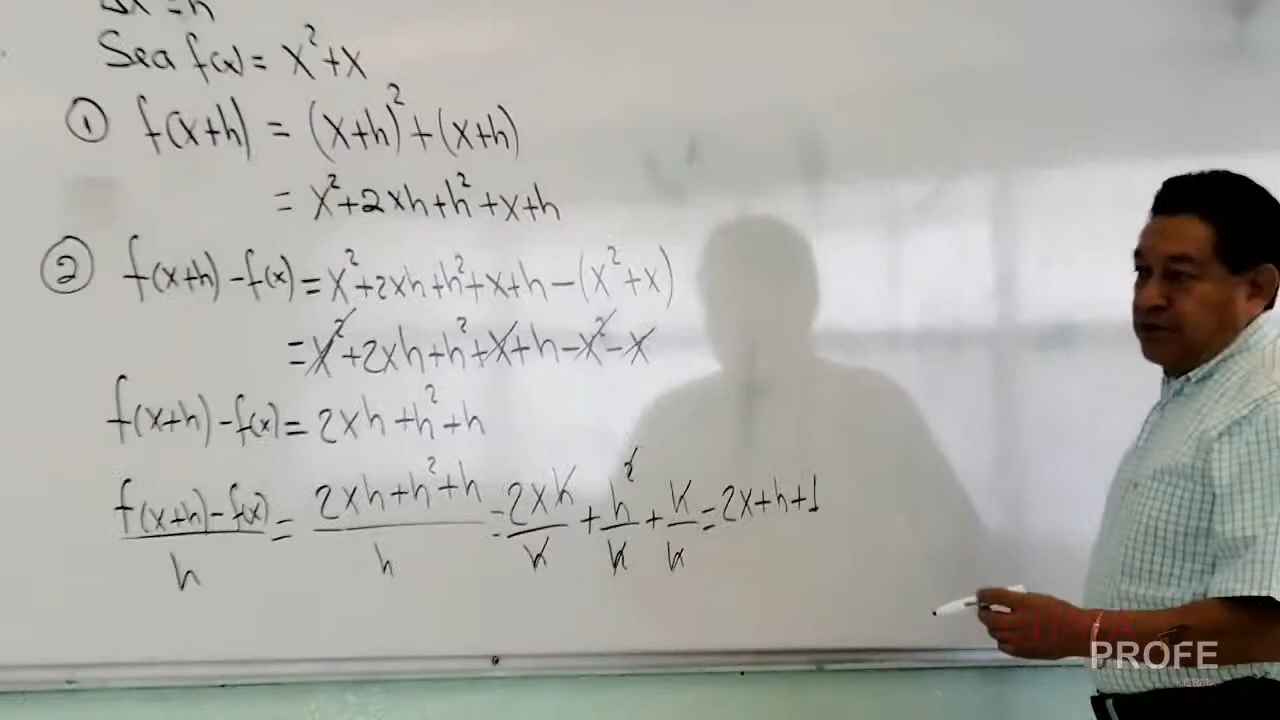 Δx = h
Sea f(x) = x²+x
① f(x+h) = (x+h)²+(x+h)
= x²+2xh+h²+x+h
② f(x+h)-f(x) = x²+2xh+h²+x+h-(x²+x)
= x²+2xh+h²+x+h-x²-x
f(x+h)-f(x) = 2xh+h²+h
f(x+h)-f(x)/h = 2xh+h²+h/h = 2xh/h + h²/h + h/h = 2x+h+1
PROFE